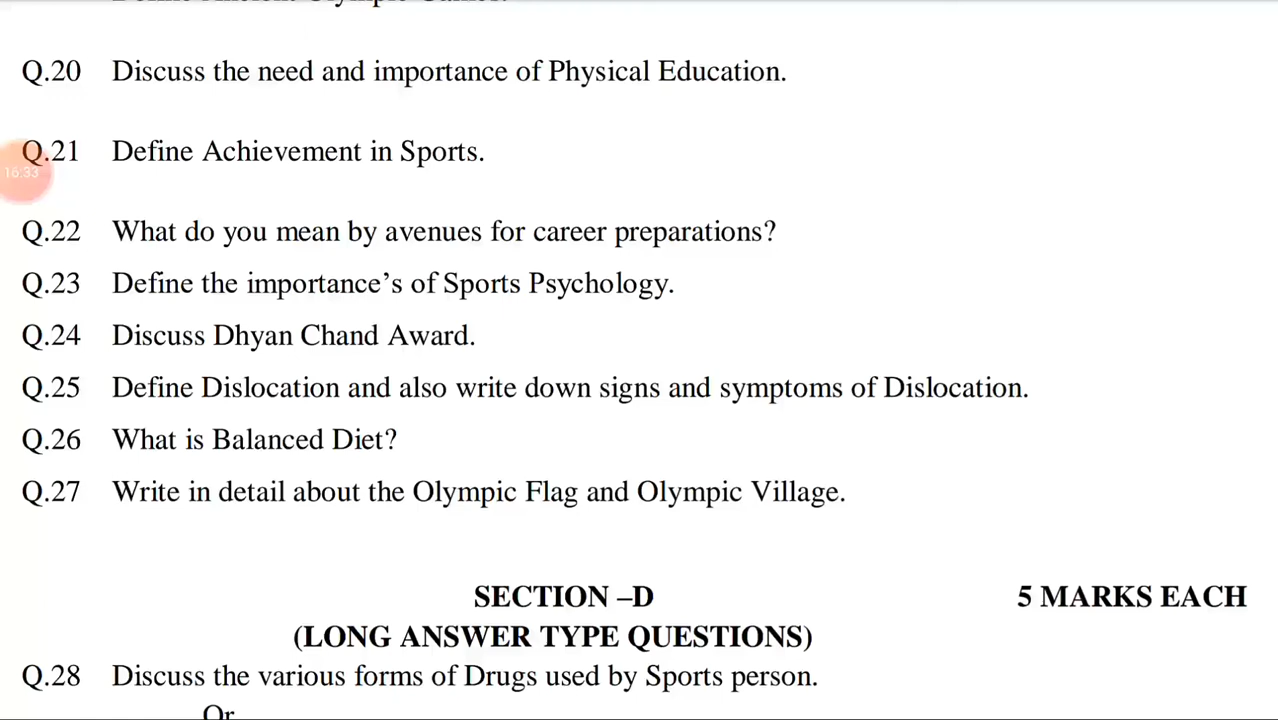 Q.20 Discuss the need and importance of Physical Education.
Q.21 Define Achievement in Sports.
16:33
Q.22 What do you mean by avenues for career preparations?
Q.23 Define the importance’s of Sports Psychology.
Q.24 Discuss Dhyan Chand Award.
Q.25 Define Dislocation and also write down signs and symptoms of Dislocation.
Q.26 What is Balanced Diet?
Q.27 Write in detail about the Olympic Flag and Olympic Village.
SECTION –D 5 MARKS EACH
(LONG ANSWER TYPE QUESTIONS)
Q.28 Discuss the various forms of Drugs used by Sports person.
Or